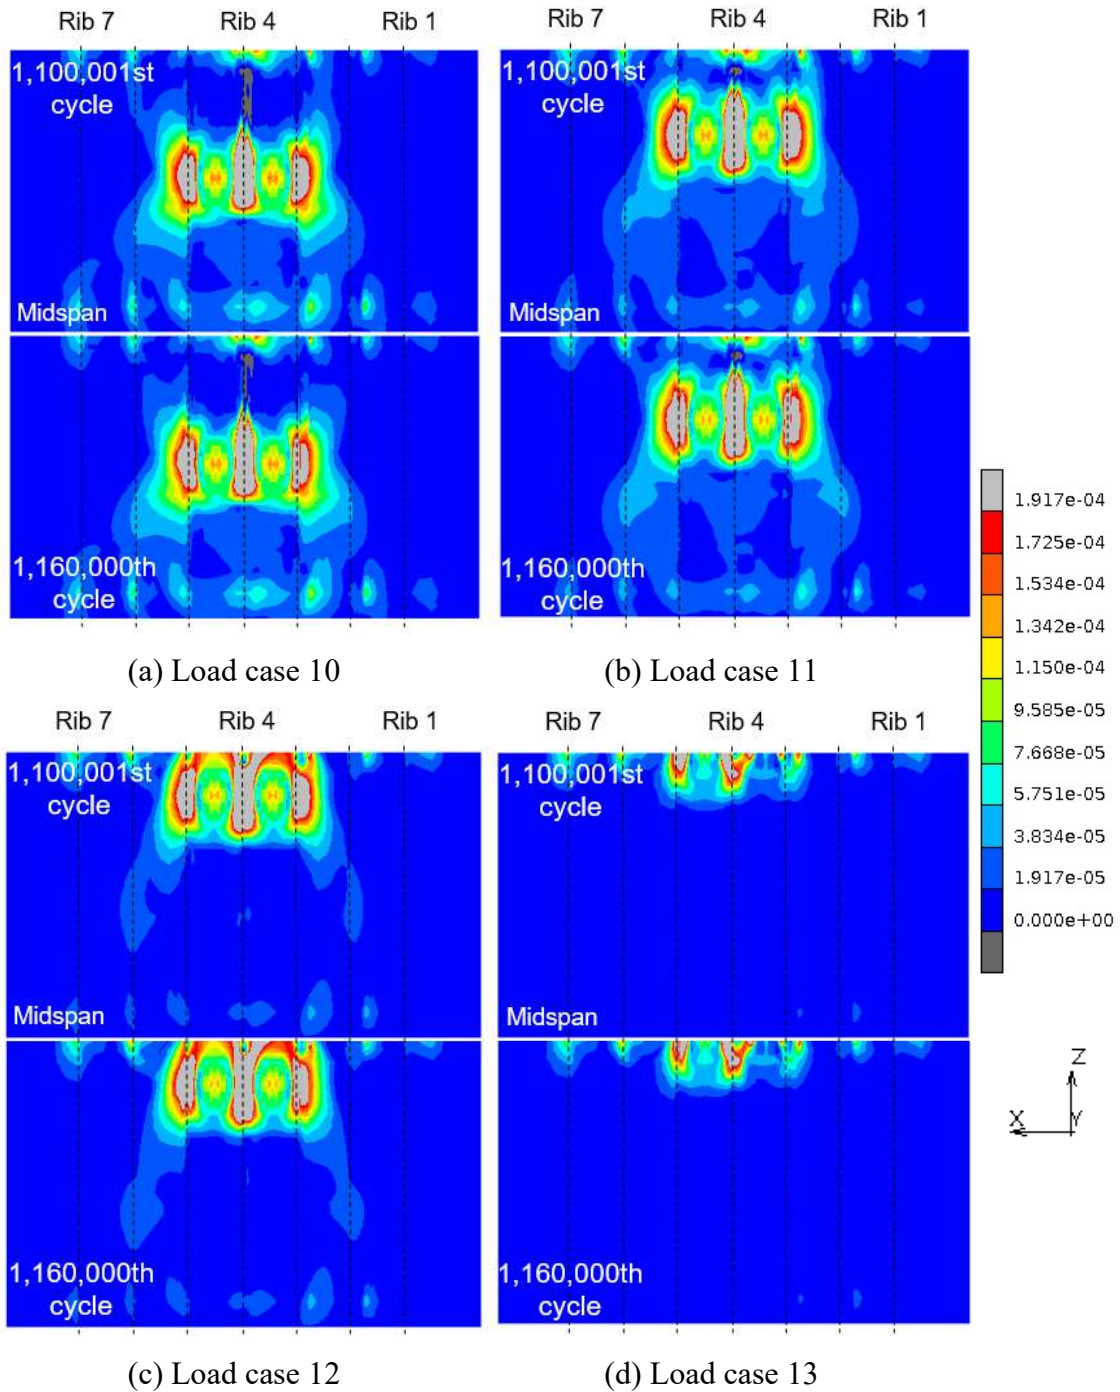 Rib 7 Rib 4 Rib 1
1,100,001st
cycle
Midspan
1,160,000th
cycle
(a) Load case 10
Rib 7 Rib 4 Rib 1
1,100,001st
cycle
Midspan
1,160,000th
cycle
(b) Load case 11
Rib 7 Rib 4 Rib 1
1,100,001st
cycle
Midspan
1,160,000th
cycle
(c) Load case 12
Rib 7 Rib 4 Rib 1
1,100,001st
cycle
Midspan
1,160,000th
cycle
(d) Load case 13
1.917e-04
1.725e-04
1.534e-04
1.342e-04
1.150e-04
9.585e-05
7.668e-05
5.751e-05
3.834e-05
1.917e-05
0.000e+00
Z
X Y